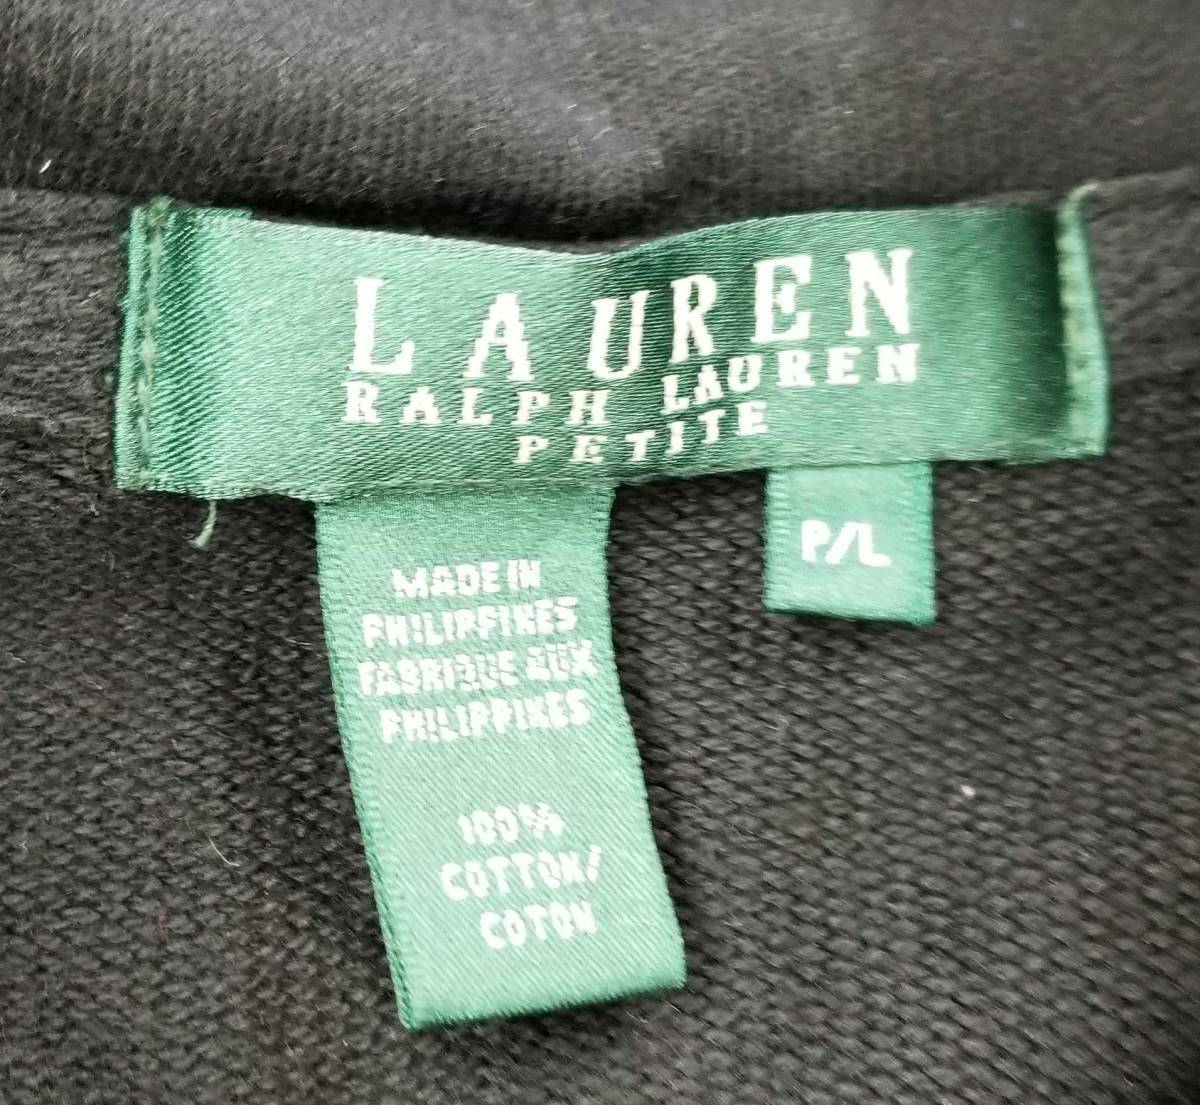 LAUREN
RALPH LAUREN
PETITE
P/L
MADE IN
PHILIPPINES
FABRIQUE AUX
PHILIPPINES
100%
COTTON/
COTON